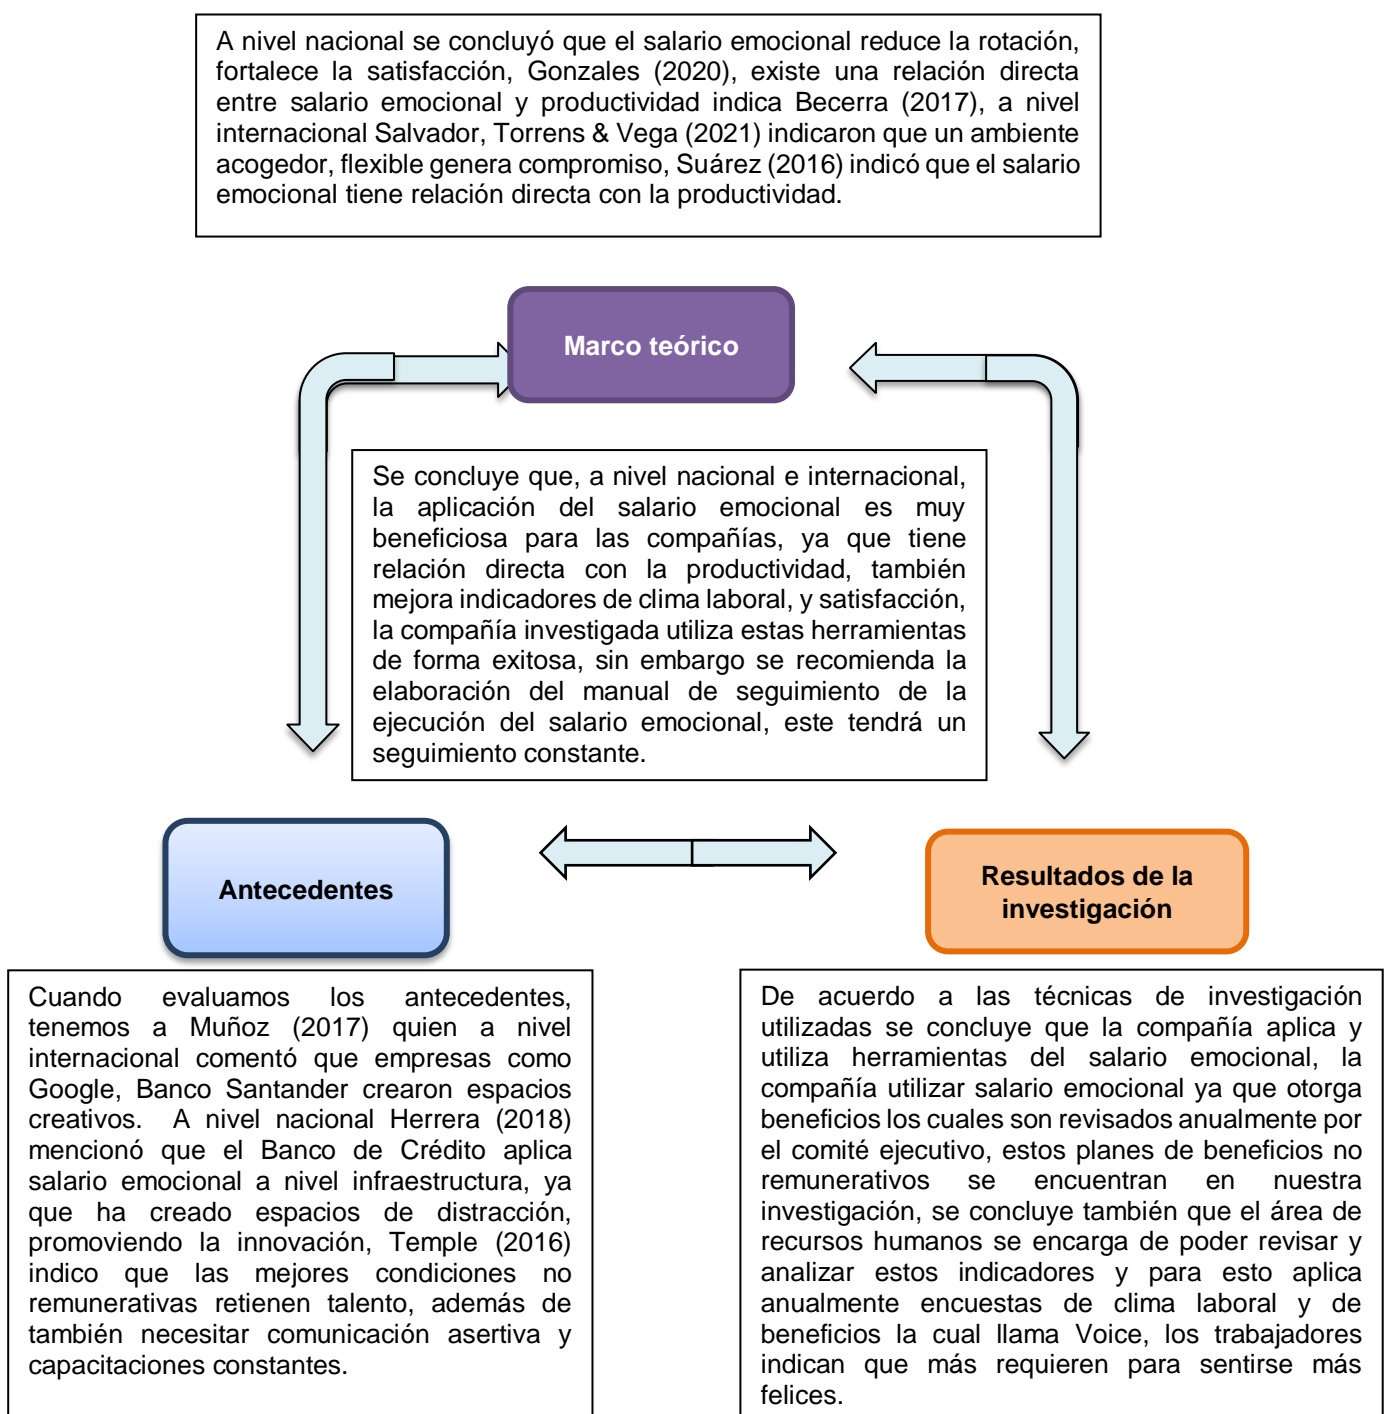 A nivel nacional se concluyó que el salario emocional reduce la rotación,
fortalece la satisfacción, Gonzales (2020), existe una relación directa
entre salario emocional y productividad indica Becerra (2017), a nivel
internacional Salvador, Torrens & Vega (2021) indicaron que un ambiente
acogedor, flexible genera compromiso, Suárez (2016) indicó que el salario
emocional tiene relación directa con la productividad.
Marco teórico
Se concluye que, a nivel nacional e internacional,
la aplicación del salario emocional es muy
beneficiosa para las compañías, ya que tiene
relación directa con la productividad, también
mejora indicadores de clima laboral, y satisfacción,
la compañía investigada utiliza estas herramientas
de forma exitosa, sin embargo se recomienda la
elaboración del manual de seguimiento de la
ejecución del salario emocional, este tendrá un
seguimiento constante.
Antecedentes
Resultados de la
investigación
Cuando evaluamos los antecedentes,
tenemos a Muñoz (2017) quien a nivel
internacional comentó que empresas como
Google, Banco Santander crearon espacios
creativos. A nivel nacional Herrera (2018)
mencionó que el Banco de Crédito aplica
salario emocional a nivel infraestructura, ya
que ha creado espacios de distracción,
promoviendo la innovación, Temple (2016)
indico que las mejores condiciones no
remunerativas retienen talento, además de
también necesitar comunicación asertiva y
capacitaciones constantes.
De acuerdo a las técnicas de investigación
utilizadas se concluye que la compañía aplica y
utiliza herramientas del salario emocional, la
compañía utilizar salario emocional ya que otorga
beneficios los cuales son revisados anualmente por
el comité ejecutivo, estos planes de beneficios no
remunerativos se encuentran en nuestra
investigación, se concluye también que el área de
recursos humanos se encarga de poder revisar y
analizar estos indicadores y para esto aplica
anualmente encuestas de clima laboral y de
beneficios la cual llama Voice, los trabajadores
indican que más requieren para sentirse más
felices.